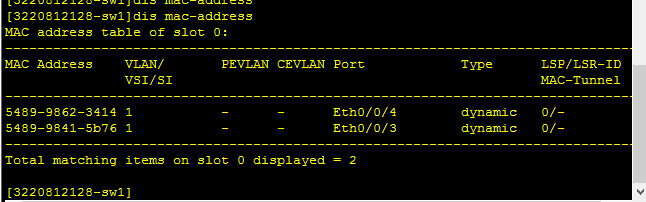 [3220812128-sw1]dis mac-address
[3220812128-sw1]dis mac-address
MAC address table of slot 0:
-------------------------------------------------------------------------------
MAC Address    VLAN/       PEVLAN CEVLAN Port            Type      LSP/LSR-ID
               VSI/SI                                              MAC-Tunnel
-------------------------------------------------------------------------------
5489-9862-3414 1           -      -      Eth0/0/4        dynamic   0/-
5489-9841-5b76 1           -      -      Eth0/0/3        dynamic   0/-
-------------------------------------------------------------------------------
Total matching items on slot 0 displayed = 2
[3220812128-sw1]